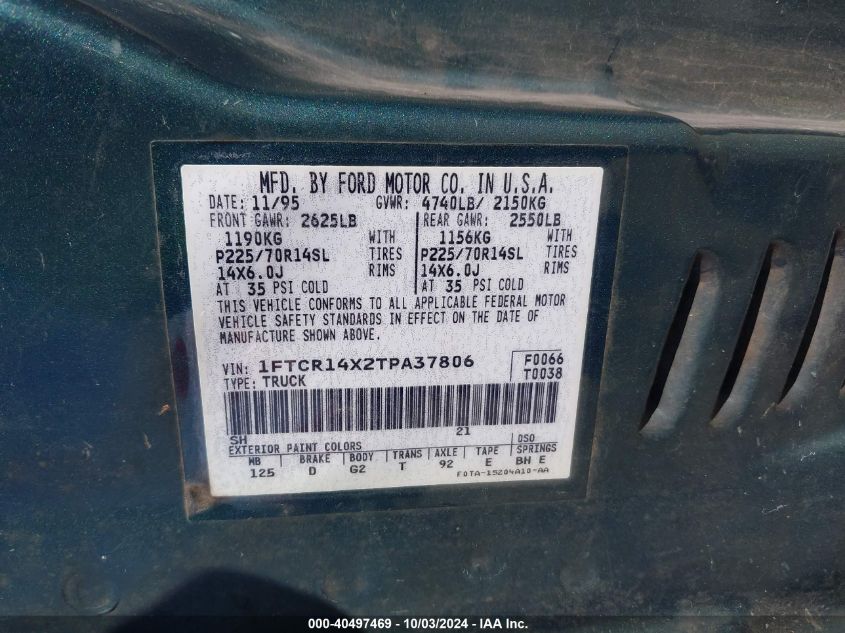 MFD. BY FORD MOTOR CO. IN U.S.A.
DATE: 11/95 GVWR: 4740LB/ 2150KG
FRONT GAWR: 2625LB REAR GAWR: 2550LB
1190KG WITH 1156KG WITH
P225/70R14SL TIRES P225/70R14SL TIRES
14X6.0J RIMS 14X6.0J RIMS
AT 35 PSI COLD AT 35 PSI COLD
THIS VEHICLE CONFORMS TO ALL APPLICABLE FEDERAL MOTOR
VEHICLE SAFETY STANDARDS IN EFFECT ON THE DATE OF
MANUFACTURE SHOWN ABOVE.
VIN: 1FTCR14X2TPA37806 F0066
TYPE: TRUCK T0038
SH 21
EXTERIOR PAINT COLORS DSO
WB BRAKE BODY TRANS AXLE TAPE SPRINGS
125 D G2 T 92 E BH E
F0TA-15204A10-AA
000-40497469 - 10/03/2024 - IAA Inc.